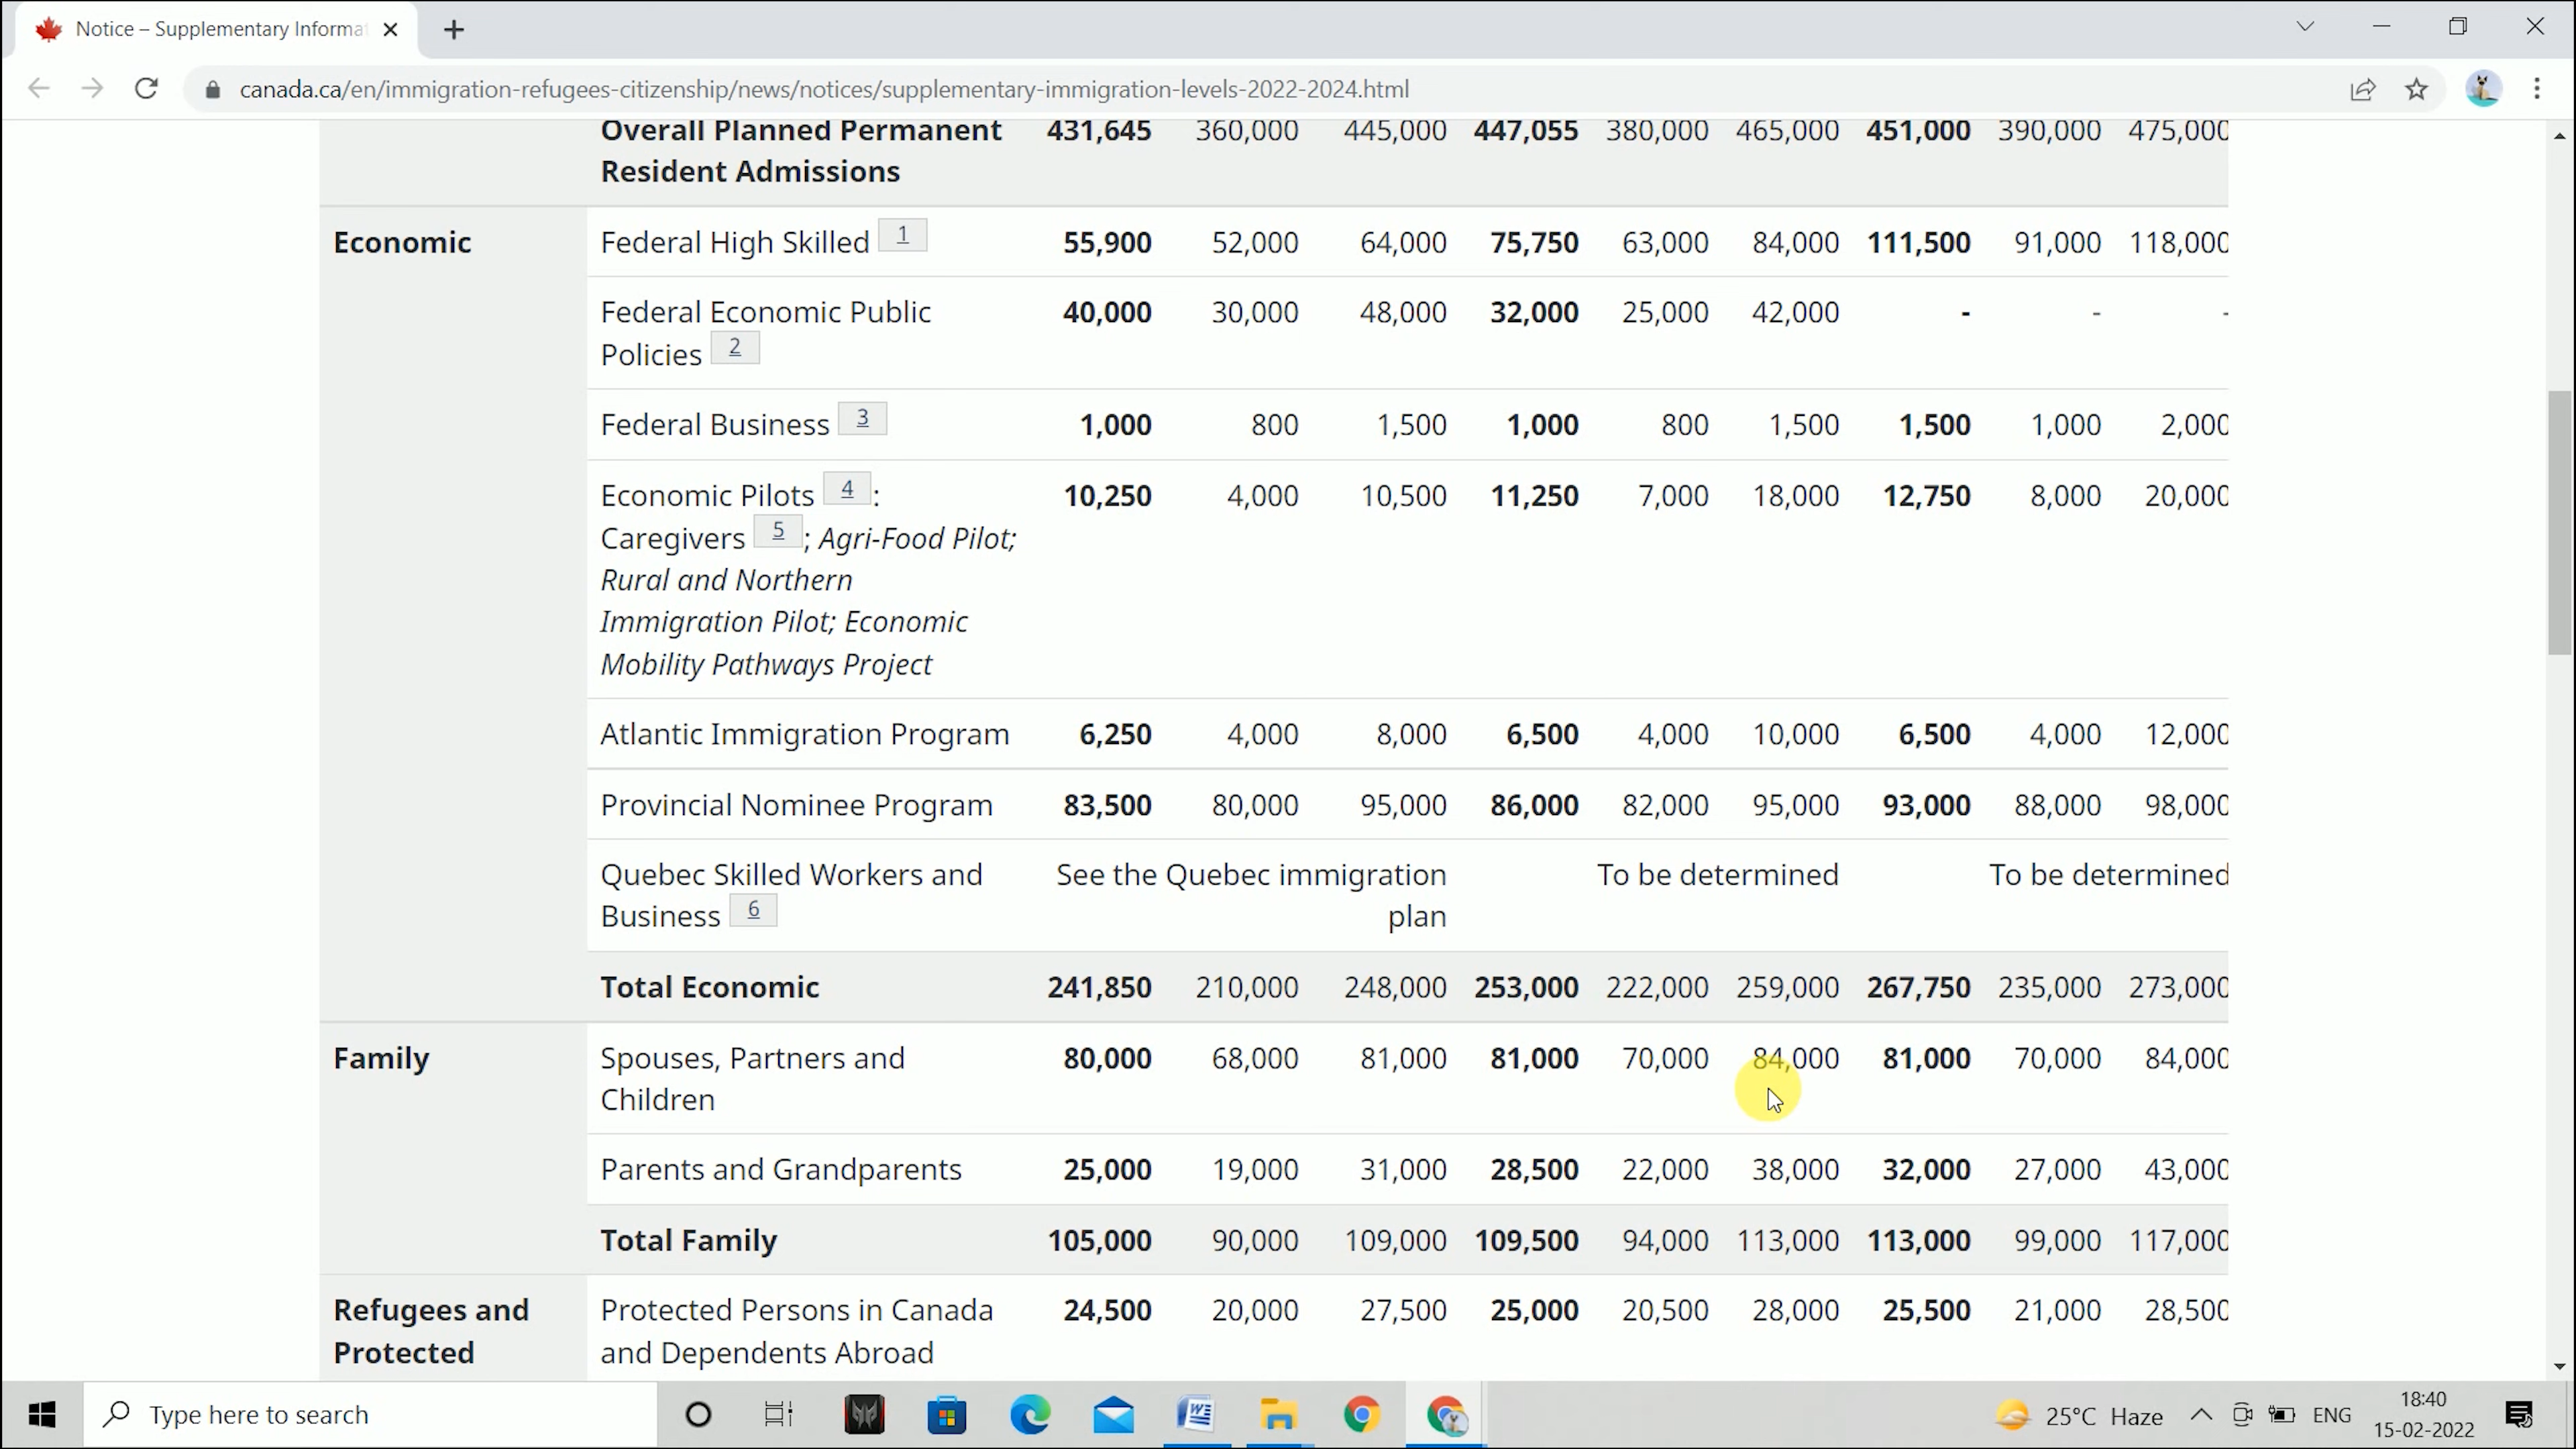 Notice – Supplementary Informa
canada.ca/en/immigration-refugees-citizenship/news/notices/supplementary-immigration-levels-2022-2024.html
Overall Planned Permanent 431,645 360,000 445,000 447,055 380,000 465,000 451,000 390,000 475,000
Resident Admissions
Economic Federal High Skilled 1 55,900 52,000 64,000 75,750 63,000 84,000 111,500 91,000 118,000
Federal Economic Public 40,000 30,000 48,000 32,000 25,000 42,000 - - -
Policies 2
Federal Business 3 1,000 800 1,500 1,000 800 1,500 1,500 1,000 2,000
Economic Pilots 4 : 10,250 4,000 10,500 11,250 7,000 18,000 12,750 8,000 20,000
Caregivers 5 ; Agri-Food Pilot;
Rural and Northern
Immigration Pilot; Economic
Mobility Pathways Project
Atlantic Immigration Program 6,250 4,000 8,000 6,500 4,000 10,000 6,500 4,000 12,000
Provincial Nominee Program 83,500 80,000 95,000 86,000 82,000 95,000 93,000 88,000 98,000
Quebec Skilled Workers and See the Quebec immigration To be determined To be determined
Business 6 plan
Total Economic 241,850 210,000 248,000 253,000 222,000 259,000 267,750 235,000 273,000
Family Spouses, Partners and 80,000 68,000 81,000 81,000 70,000 84,000 81,000 70,000 84,000
Children
Parents and Grandparents 25,000 19,000 31,000 28,500 22,000 38,000 32,000 27,000 43,000
Total Family 105,000 90,000 109,000 109,500 94,000 113,000 113,000 99,000 117,000
Refugees and Protected Persons in Canada 24,500 20,000 27,500 25,000 20,500 28,000 25,500 21,000 28,500
Protected and Dependents Abroad
Type here to search 25°C Haze ENG 18:40
15-02-2022